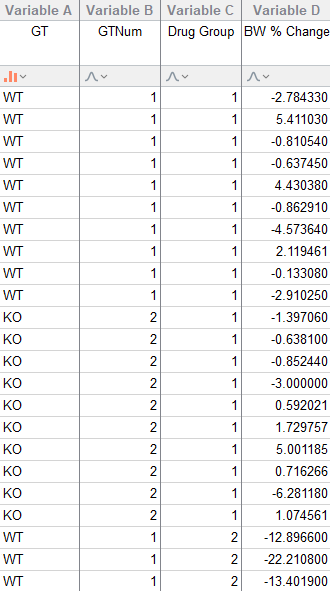 Variable A Variable B Variable C Variable D
GT GTNum Drug Group BW % Change
WT 1 1 -2.784330
WT 1 1 5.411030
WT 1 1 -0.810540
WT 1 1 -0.637450
WT 1 1 4.430380
WT 1 1 -0.862910
WT 1 1 -4.573640
WT 1 1 2.119461
WT 1 1 -0.133080
WT 1 1 -2.910250
KO 2 1 -1.397060
KO 2 1 -0.638100
KO 2 1 -0.852440
KO 2 1 -3.000000
KO 2 1 0.592021
KO 2 1 1.729757
KO 2 1 5.001185
KO 2 1 0.716266
KO 2 1 -6.281180
KO 2 1 1.074561
WT 1 2 -12.896600
WT 1 2 -22.210800
WT 1 2 -13.401900